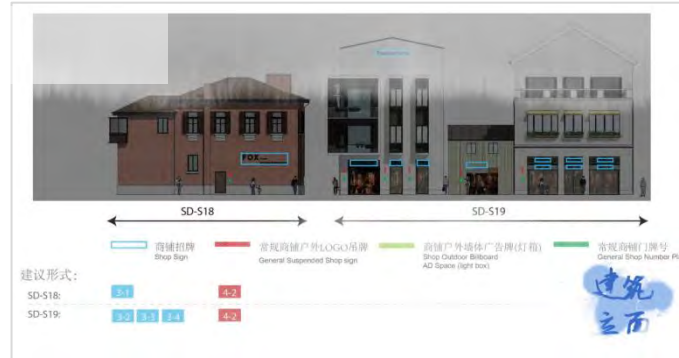 FOX
SD-S18
SD-S19
商铺招牌
Shop Sign
常规商铺户外LOGO吊牌
General Suspended Shop sign
商铺户外墙体广告牌(灯箱)
Shop Outdoor Billboard
AD Space (light box)
常规商铺门牌号
General Shop Number Pl
建议形式:
SD-S18:
3-1
4-2
SD-S19:
3-2
3-3
3-4
4-2
建筑
立面